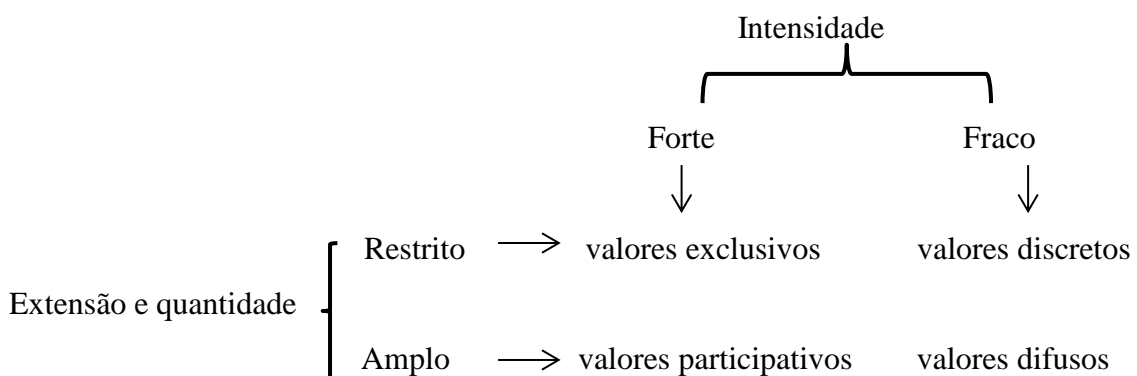 Intensidade
Forte Fraco
Restrito valores exclusivos valores discretos
Extensão e quantidade
Amplo valores participativos valores difusos